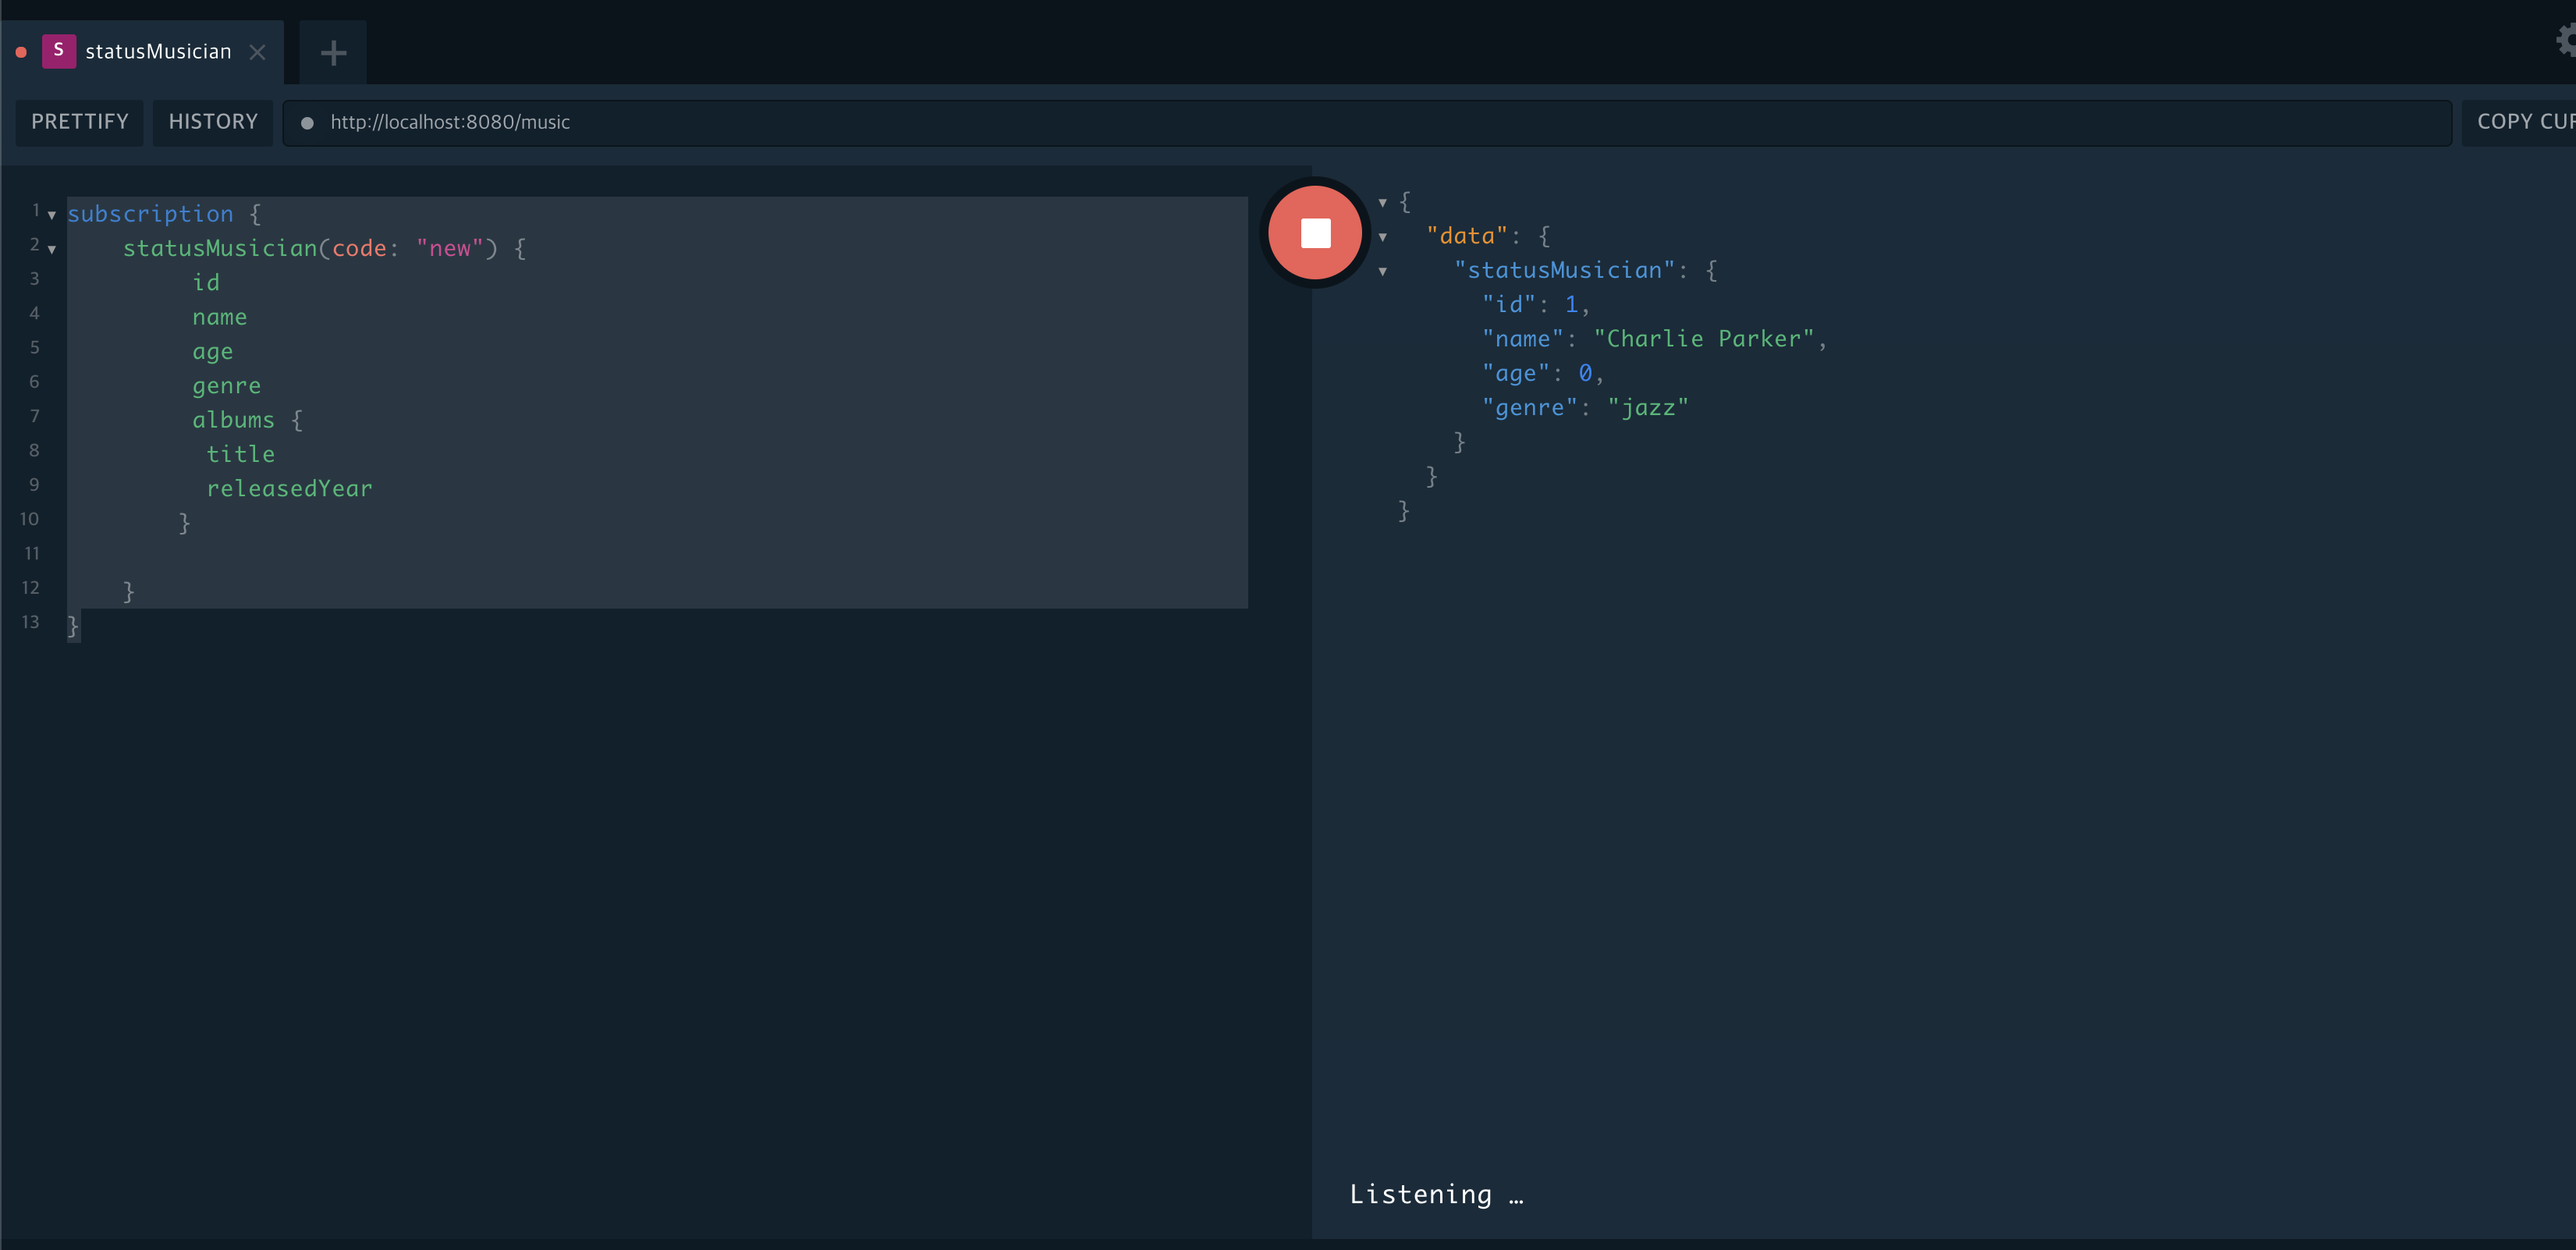 S statusMusician
PRETTIFY HISTORY http://localhost:8080/music COPY
1 subscription {
2 statusMusician(code: "new") {
3 id
4 name
5 age
6 genre
7 albums {
8 title
9 releasedYear
10 }
11
12 }
13 }
{
"data": {
"statusMusician": {
"id": 1,
"name": "Charlie Parker",
"age": 0,
"genre": "jazz"
}
}
}
Listening …